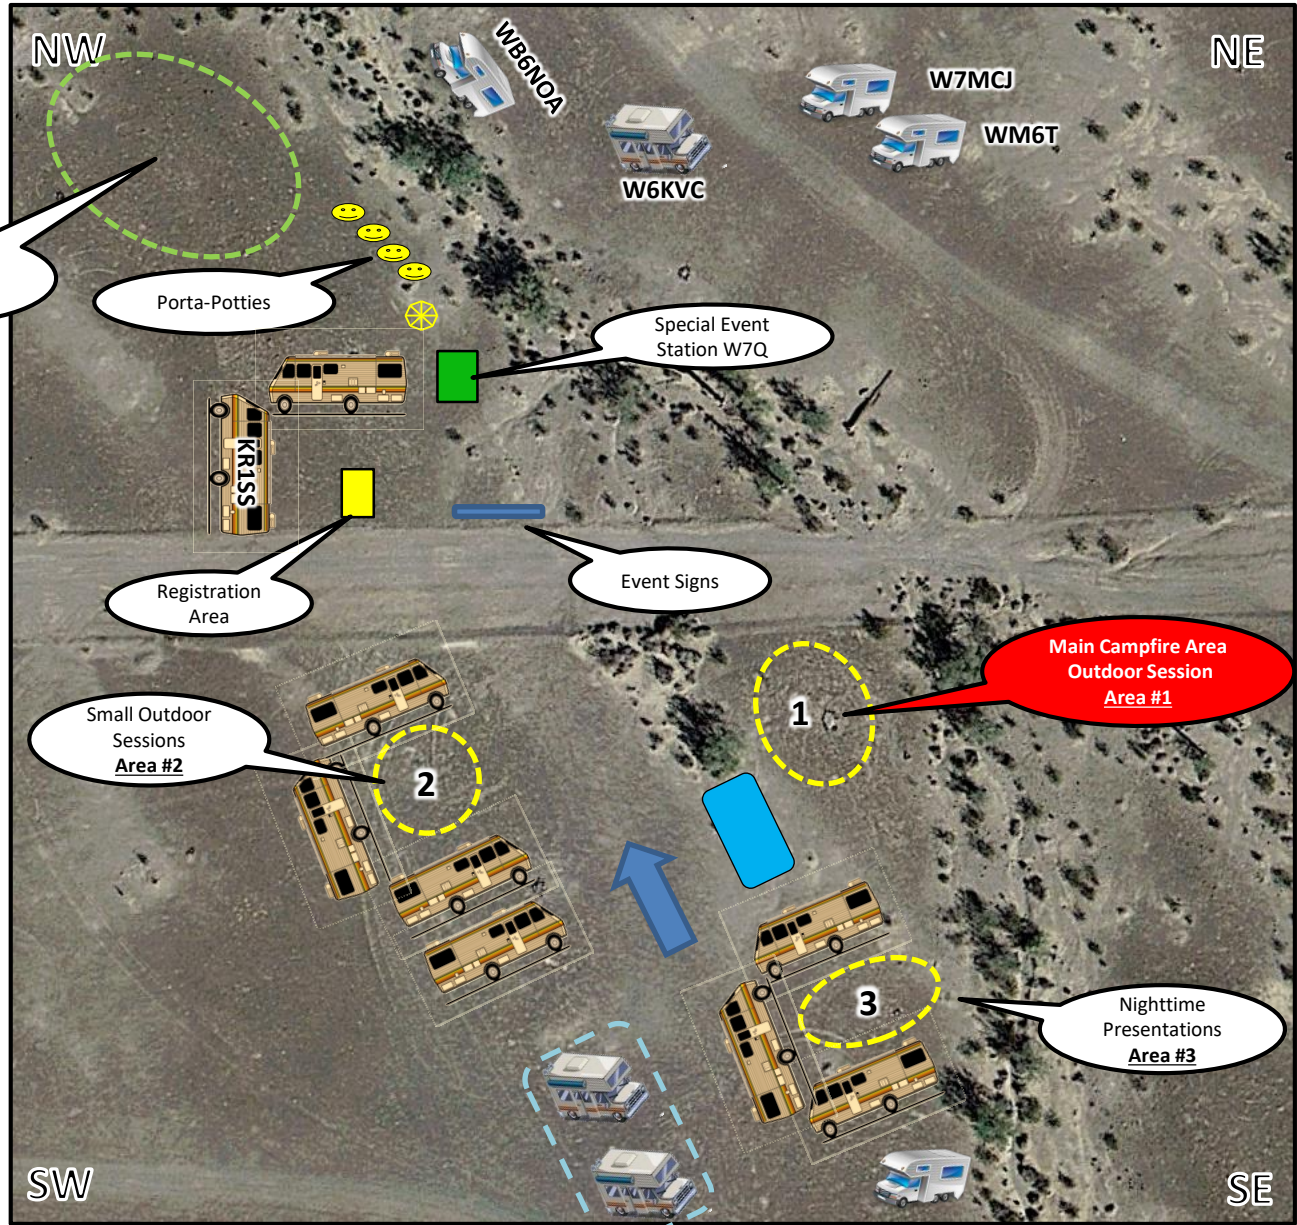 NW
NE
WB6NOA
W7MCJ
WM6T
W6KVC
Porta-Potties
Special Event
Station W7Q
KR1SS
Registration
Area
Event Signs
Main Campfire Area
Outdoor Session
Area #1
1
Small Outdoor
Sessions
Area #2
2
3
Nighttime
Presentations
Area #3
SW
SE